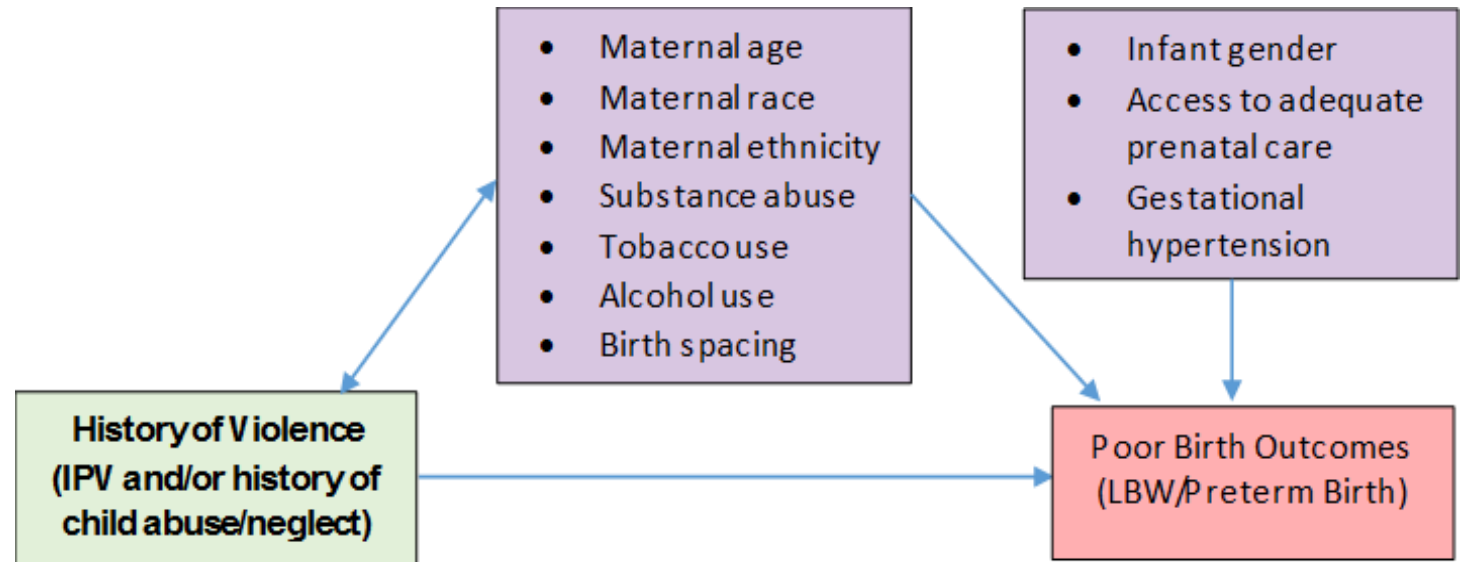 • Maternal age
• Maternal race
• Maternal ethnicity
• Substance abuse
• Tobacco use
• Alcohol use
• Birth spacing
• Infant gender
• Access to adequate
prenatal care
• Gestational
hypertension
History of Violence
(IPV and/or history of
child abuse/neglect)
Poor Birth Outcomes
(LBW/Preterm Birth)